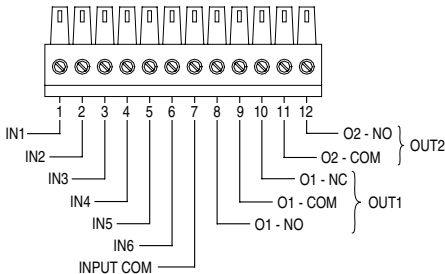 1 2 3 4 5 6 7 8 9 10 11 12
IN1
O2 - NO
OUT2
IN2
O2 - COM
IN3
O1 - NC
IN4
O1 - COM
OUT1
IN5
O1 - NO
IN6
INPUT COM